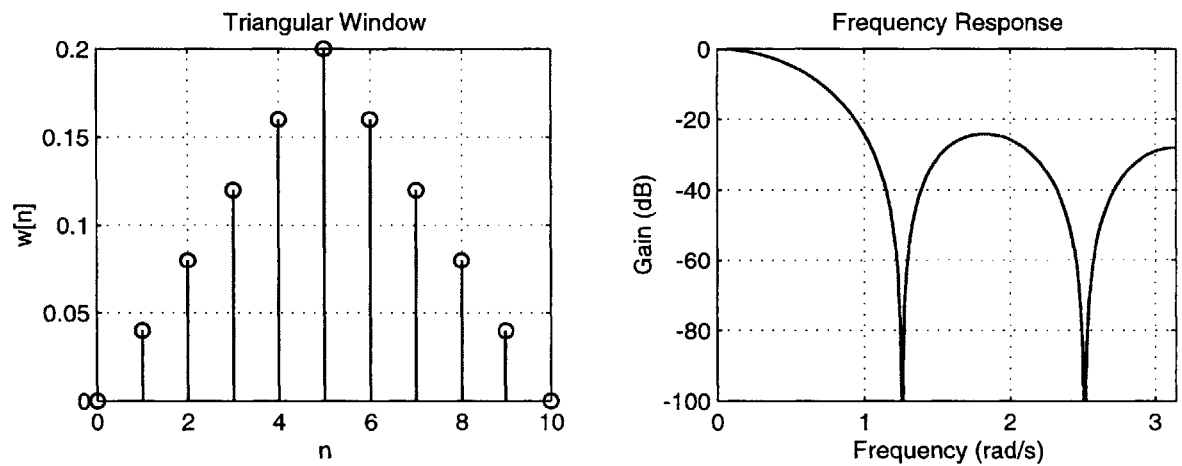 Triangular Window
0.2
0.15
0.1
0.05
0
w[n]
0 2 4 6 8 10
n
Frequency Response
0
-20
-40
-60
-80
-100
Gain (dB)
0 1 2 3
Frequency (rad/s)